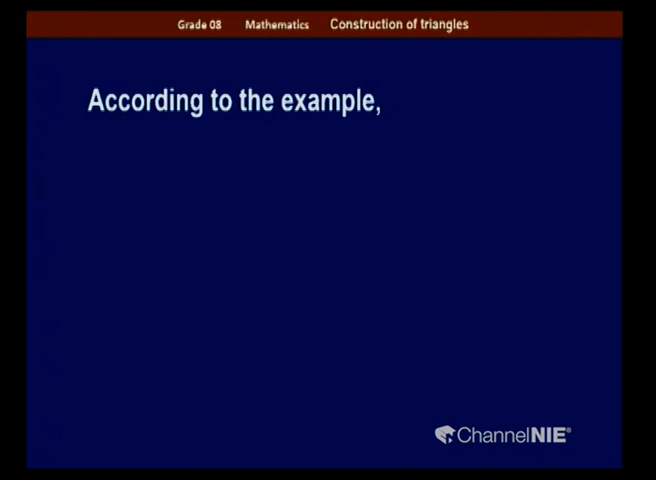 Grade 08 Mathematics Construction of triangles
According to the example,
ChannelNIE®